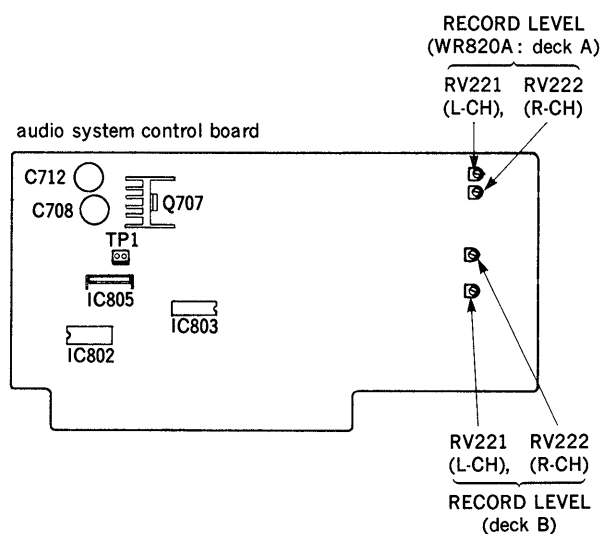 RECORD LEVEL
(WR820A: deck A)
RV221 RV222
(L-CH), (R-CH)
audio system control board
C712
C708
Q707
TP1
IC805
IC803
IC802
RV221 RV222
(L-CH), (R-CH)
RECORD LEVEL
(deck B)